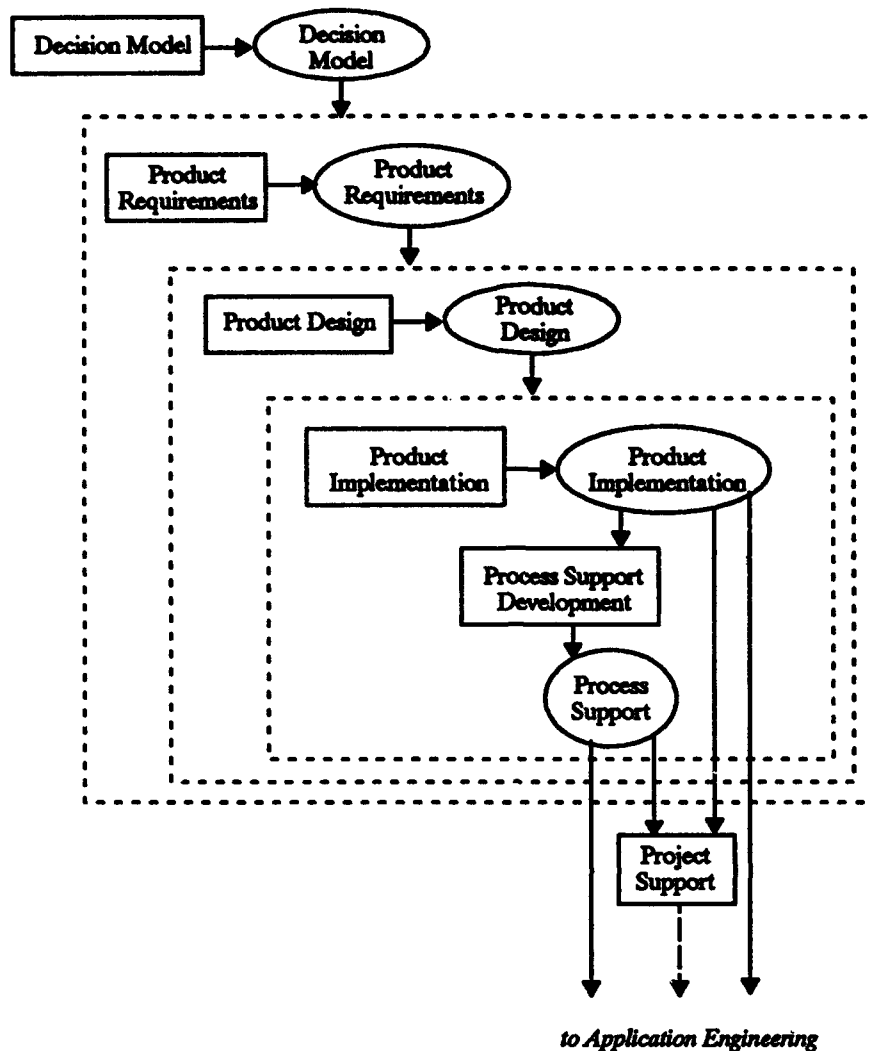 Decision Model
Decision
Model
Product
Requirements
Product
Requirements
Product Design
Product
Design
Product
Implementation
Product
Implementation
Process Support
Development
Process
Support
Project
Support
to Application Engineering